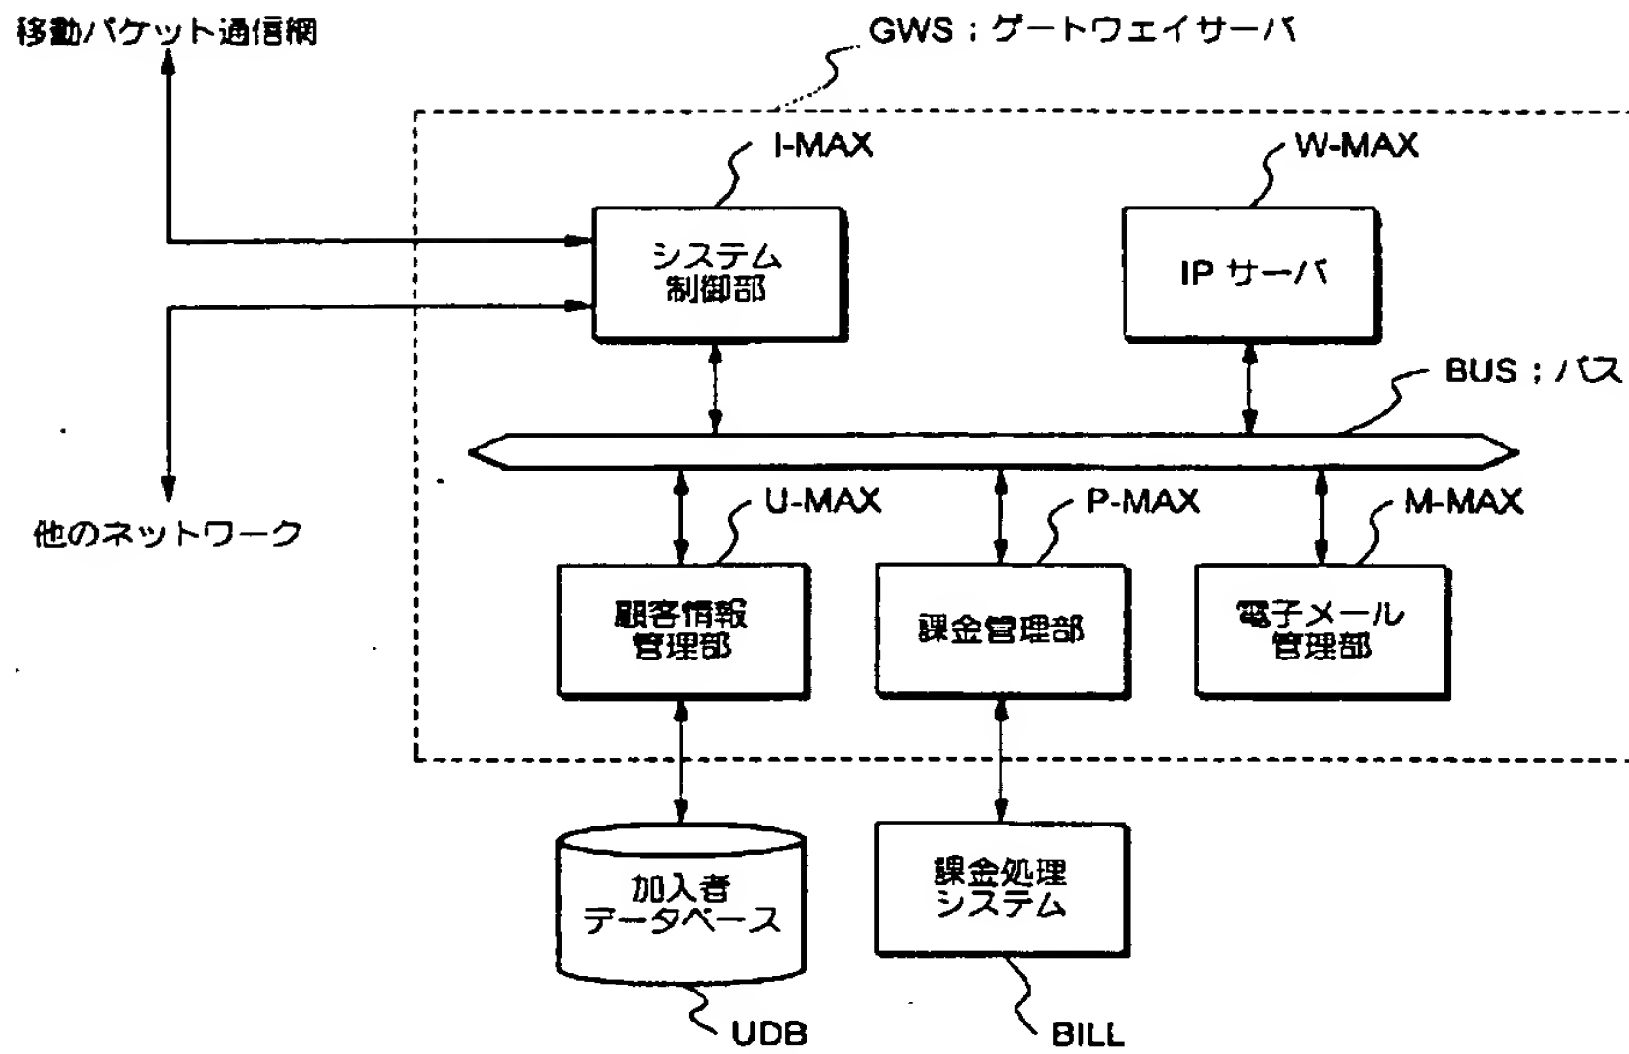 移動パケット通信網
GWS；ゲートウェイサーバ
I-MAX
W-MAX
システム
制御部
IP サーバ
BUS；バス
U-MAX
P-MAX
M-MAX
他のネットワーク
顧客情報
管理部
課金管理部
電子メール
管理部
加入者
データベース
課金処理
システム
UDB
BILL